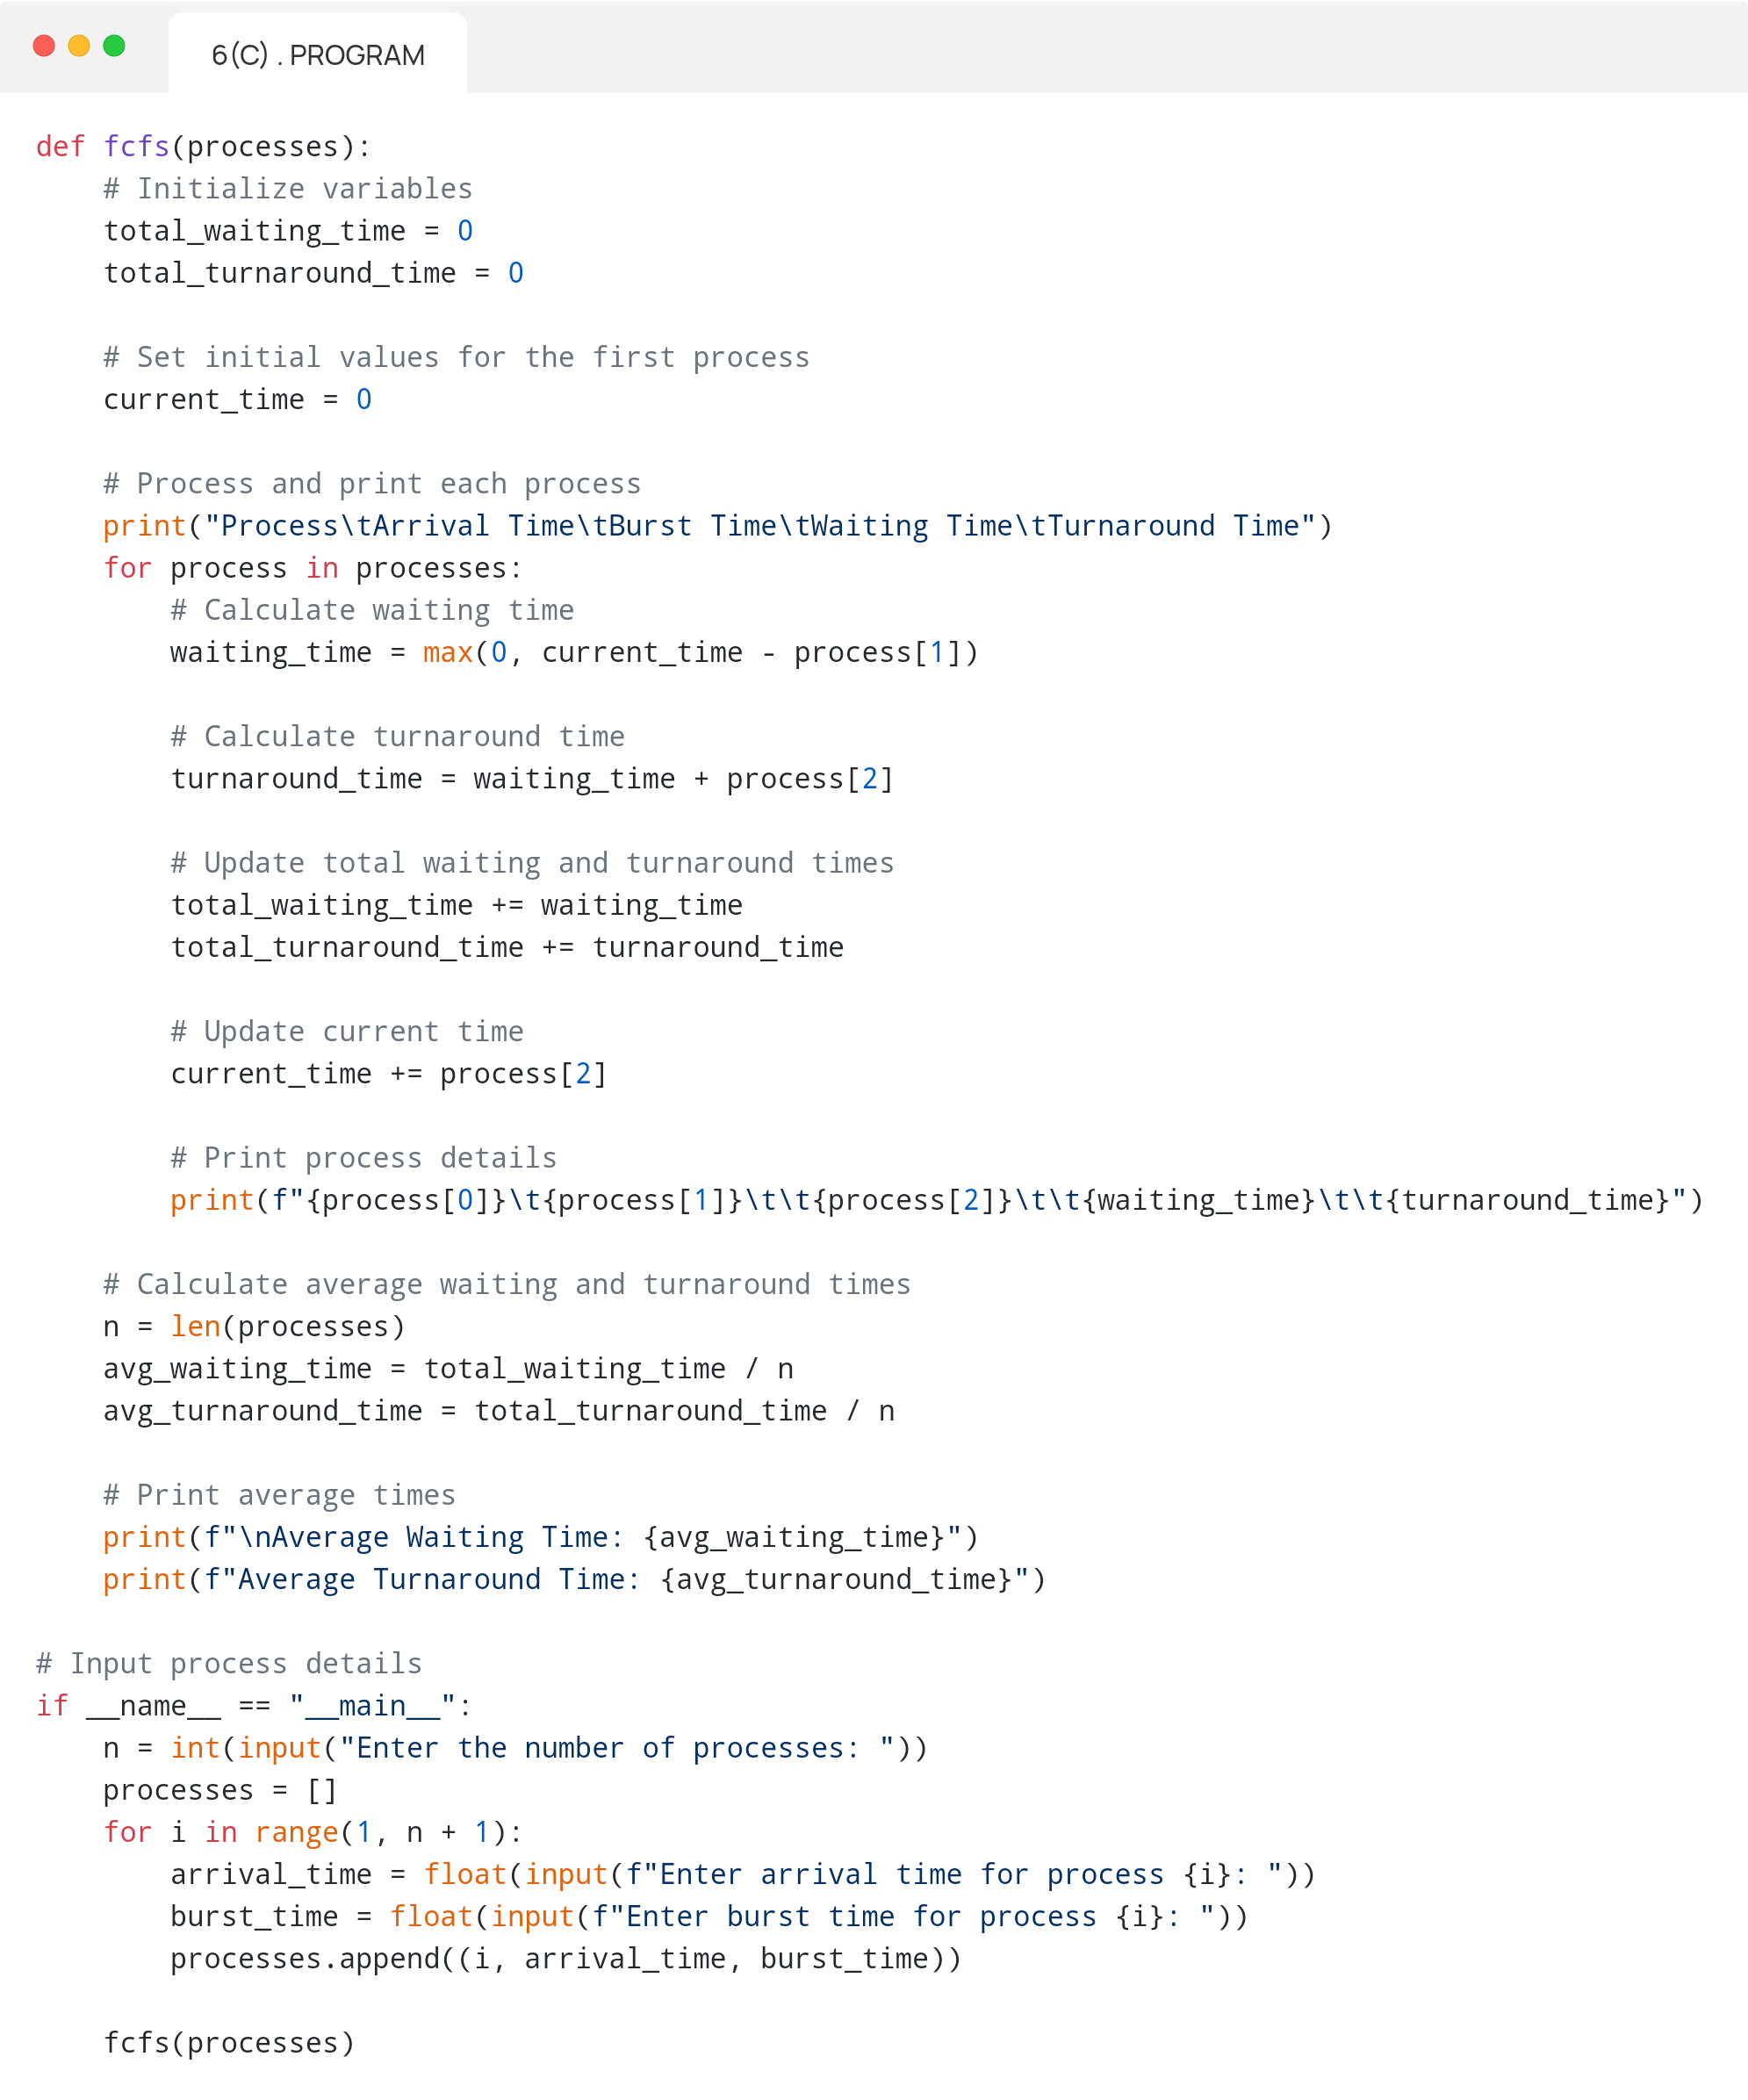 6(C) . PROGRAM
def fcfs(processes):
    # Initialize variables
    total_waiting_time = 0
    total_turnaround_time = 0

    # Set initial values for the first process
    current_time = 0

    # Process and print each process
    print("Process\tArrival Time\tBurst Time\tWaiting Time\tTurnaround Time")
    for process in processes:
        # Calculate waiting time
        waiting_time = max(0, current_time - process[1])

        # Calculate turnaround time
        turnaround_time = waiting_time + process[2]

        # Update total waiting and turnaround times
        total_waiting_time += waiting_time
        total_turnaround_time += turnaround_time

        # Update current time
        current_time += process[2]

        # Print process details
        print(f"{process[0]}\t{process[1]}\t\t{process[2]}\t\t{waiting_time}\t\t{turnaround_time}")

    # Calculate average waiting and turnaround times
    n = len(processes)
    avg_waiting_time = total_waiting_time / n
    avg_turnaround_time = total_turnaround_time / n

    # Print average times
    print(f"\nAverage Waiting Time: {avg_waiting_time}")
    print(f"Average Turnaround Time: {avg_turnaround_time}")

# Input process details
if __name__ == "__main__":
    n = int(input("Enter the number of processes: "))
    processes = []
    for i in range(1, n + 1):
        arrival_time = float(input(f"Enter arrival time for process {i}: "))
        burst_time = float(input(f"Enter burst time for process {i}: "))
        processes.append((i, arrival_time, burst_time))

    fcfs(processes)